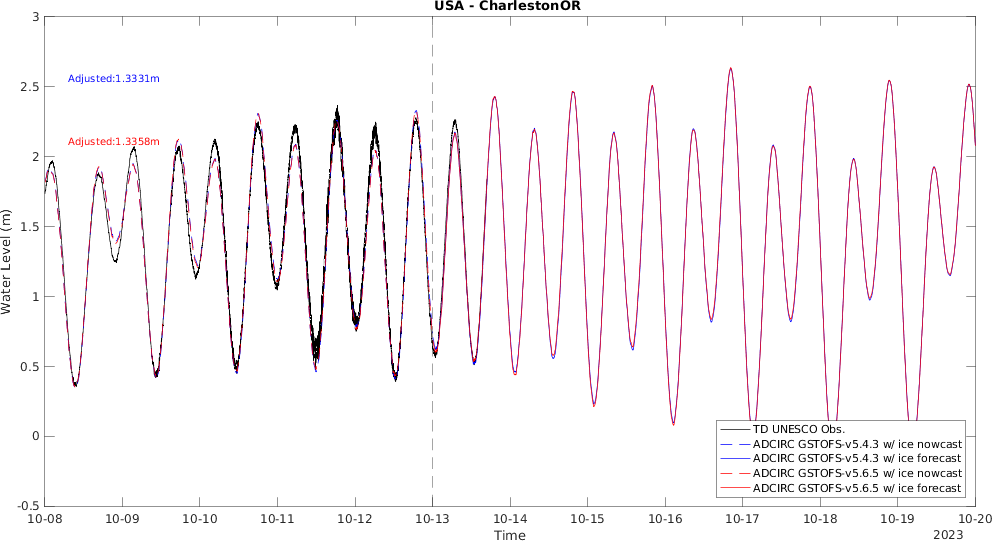 USA - CharlestonOR
3
2.5
2
1.5
1
0.5
0
-0.5
Water Level (m)
Adjusted:1.3331m
Adjusted:1.3358m
TD UNESCO Obs.
ADCIRC GSTOFS-v5.4.3 w/ ice nowcast
ADCIRC GSTOFS-v5.4.3 w/ ice forecast
ADCIRC GSTOFS-v5.6.5 w/ ice nowcast
ADCIRC GSTOFS-v5.6.5 w/ ice forecast
10-08 10-09 10-10 10-11 10-12 10-13 10-14 10-15 10-16 10-17 10-18 10-19 10-20
Time
2023